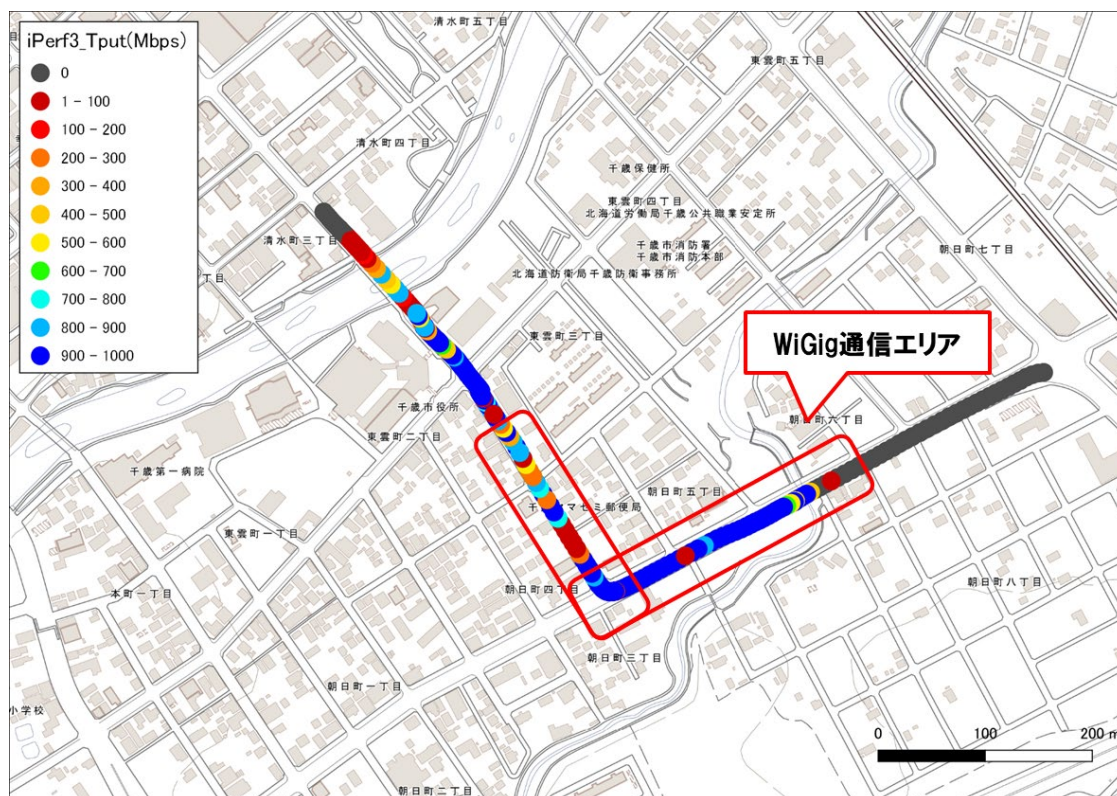 iPerf3_Tput(Mbps)
0
1 - 100
100 - 200
200 - 300
300 - 400
400 - 500
500 - 600
600 - 700
700 - 800
800 - 900
900 - 1000
清水町五丁目
東雲町五丁目
清水町四丁目
千歳保健所
東雲町四丁目
北海道労働局千歳公共職業安定所
清水町三丁目
千歳市消防署
千歳市消防本部
朝日町七丁目
北海道防衛局千歳防衛事務所
丁目
東雲町三丁目
WiGig通信エリア
千歳市役所
朝日町六丁目
東雲町二丁目
千歳第一病院
朝日町五丁目
マセミ郵便局
東雲町一丁目
朝日町四丁目
朝日町八丁目
本町一丁目
朝日町三丁目
朝日町一丁目
小学校
0
100
200 m
朝日町二丁目